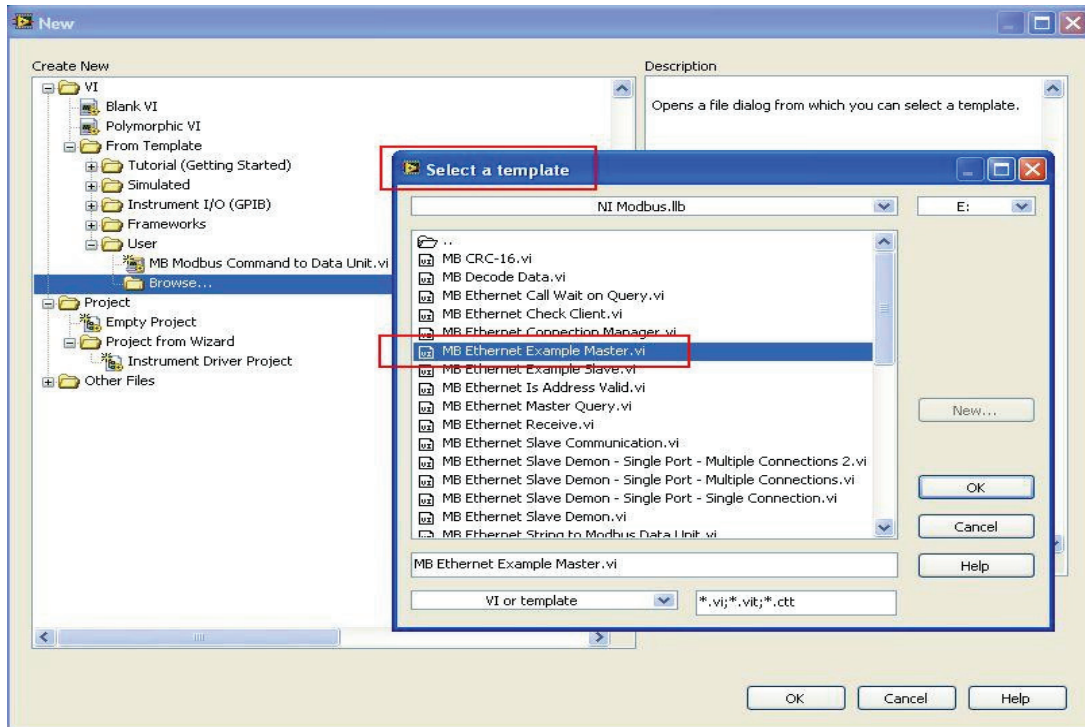 New
Create New
VI
Blank VI
Polymorphic VI
From Template
Tutorial (Getting Started)
Simulated
Instrument I/O (GPIB)
Frameworks
User
MB Modbus Command to Data Unit.vi
Browse...
Project
Empty Project
Project from Wizard
Instrument Driver Project
Other Files
Description
Opens a file dialog from which you can select a template.
Select a template
NI Modbus.llb
E:
..
MB CRC-16.vi
MB Decode Data.vi
MB Ethernet Call Wait on Query.vi
MB Ethernet Check Client.vi
MB Ethernet Connection Manager.vi
MB Ethernet Example Master.vi
MB Ethernet Example Slave.vi
MB Ethernet Is Address Valid.vi
MB Ethernet Master Query.vi
MB Ethernet Receive.vi
MB Ethernet Slave Communication.vi
MB Ethernet Slave Demon - Single Port - Multiple Connections 2.vi
MB Ethernet Slave Demon - Single Port - Multiple Connections.vi
MB Ethernet Slave Demon - Single Port - Single Connection.vi
MB Ethernet Slave Demon.vi
MB Ethernet String to Modbus Data Unit.vi
New...
OK
Cancel
Help
MB Ethernet Example Master.vi
VI or template
*.vi;*.vit;*.ctt
OK
Cancel
Help